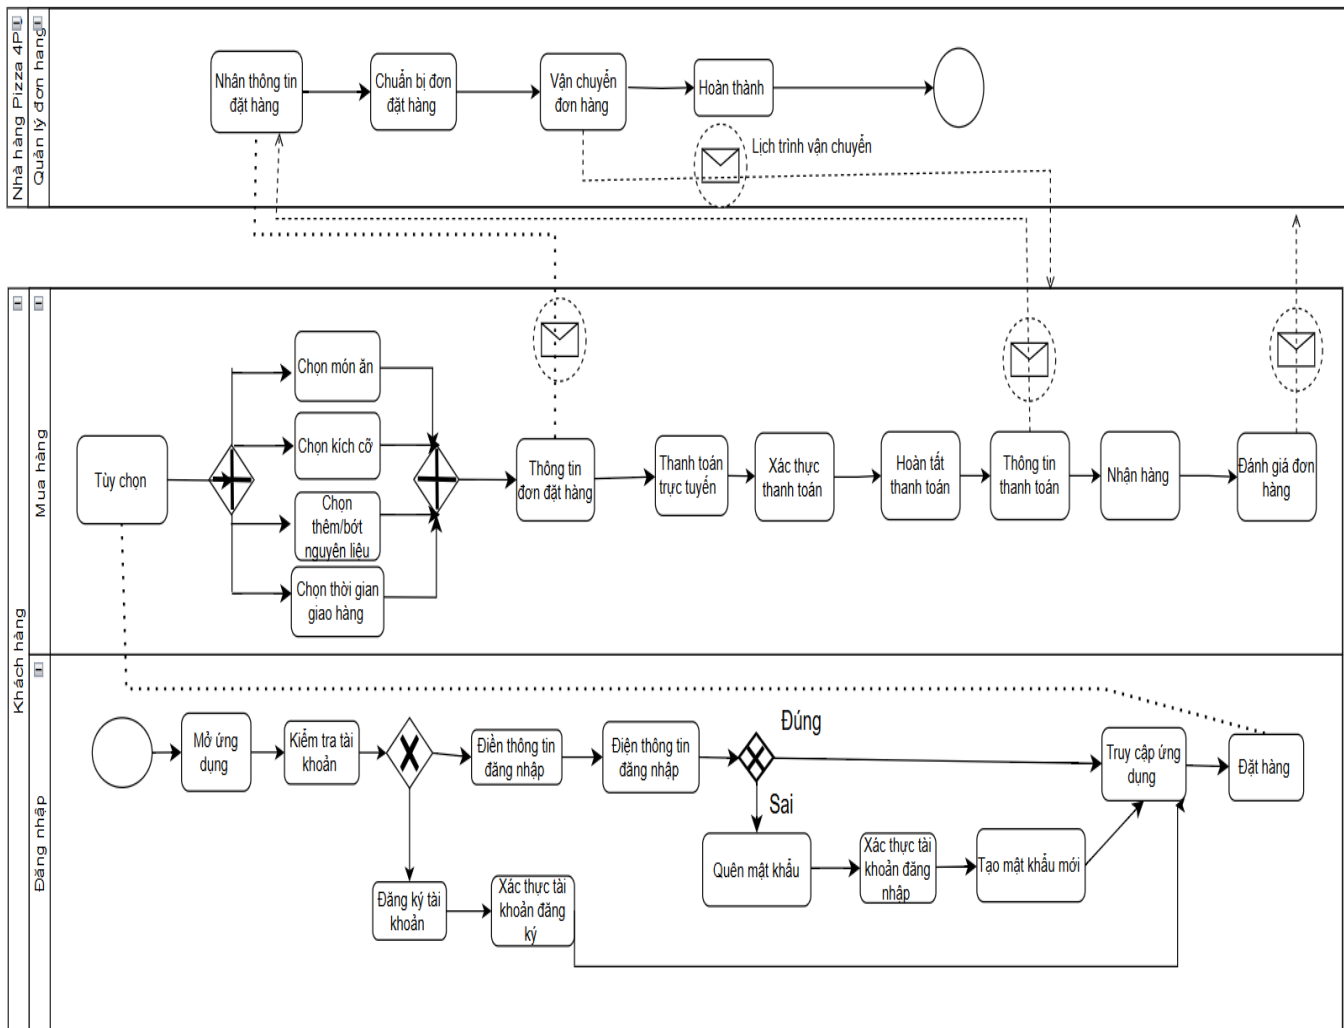 Nhà hàng Pizza 4P
Quản lý đơn hàng
Nhân thông tin
đặt hàng
Chuẩn bị đơn
đặt hàng
Vận chuyển
đơn hàng
Hoàn thành
Lịch trình vận chuyển
Khách hàng
Mua hàng
Tùy chọn
Chọn món ăn
Chọn kích cỡ
Chọn
thêm/bớt
nguyên liệu
Chọn thời gian
giao hàng
Thông tin
đơn đặt hàng
Thanh toán
trực tuyến
Xác thực
thanh toán
Hoàn tất
thanh toán
Thông tin
thanh toán
Nhận hàng
Đánh giá đơn
hàng
Đăng nhập
Mở ứng
dụng
Kiểm tra tài
khoản
Điền thông tin
đăng nhập
Điện thông tin
đăng nhập
Đúng
Sai
Truy cập ứng
dụng
Đặt hàng
Quên mật khẩu
Xác thực tài
khoản đăng
nhập
Tạo mật khẩu mới
Đăng ký tài
khoản
Xác thực tài
khoản đăng
ký